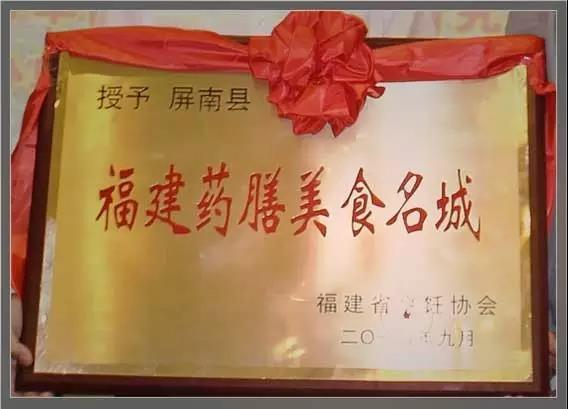 授予 屏南县
福建药膳美食名城
福建省 饪协会
二〇 年九月